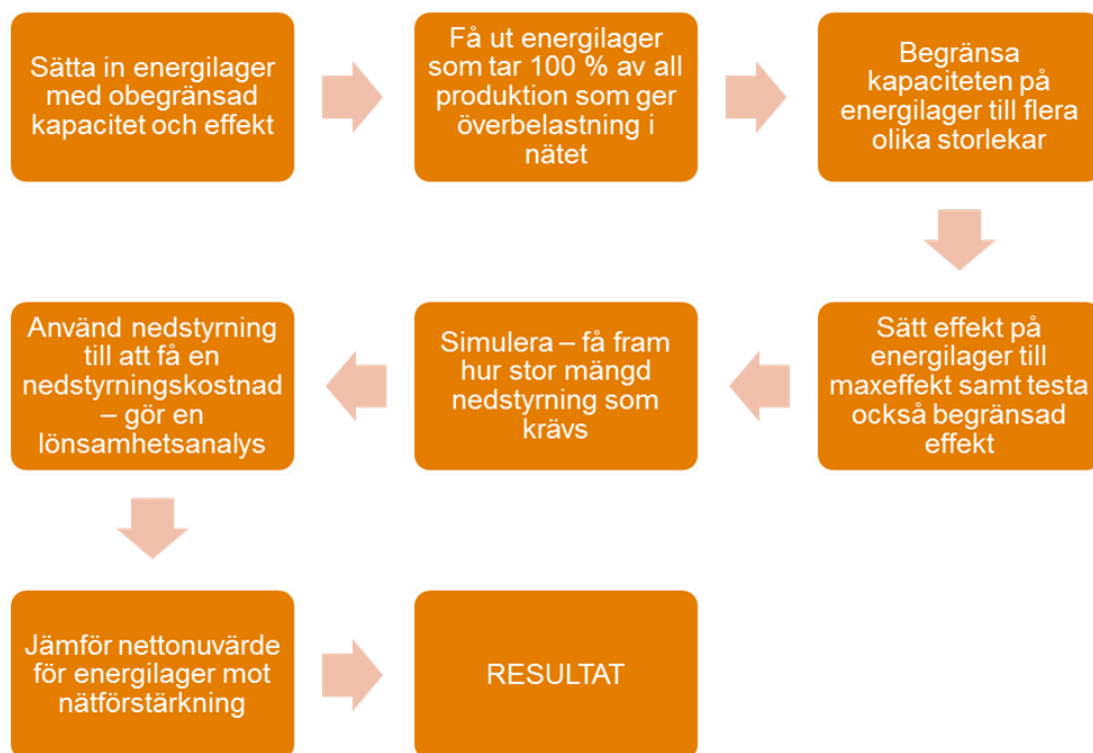 Sätta in energilager
med obegränsad
kapacitet och effekt
Få ut energilager
som tar 100 % av all
produktion som ger
överbelastning i
nätet
Begränsa
kapaciteten på
energilager till flera
olika storlekar
Sätt effekt på
energilager till
maxeffekt samt testa
också begränsad
effekt
Simulera – få fram
hur stor mängd
nedstyrning som
krävs
Använd nedstyrning
till att få en
nedstyrningskostnad
– gör en
lönsamhetsanalys
Jämför nettonuvärde
för energilager mot
nätförstärkning
RESULTAT